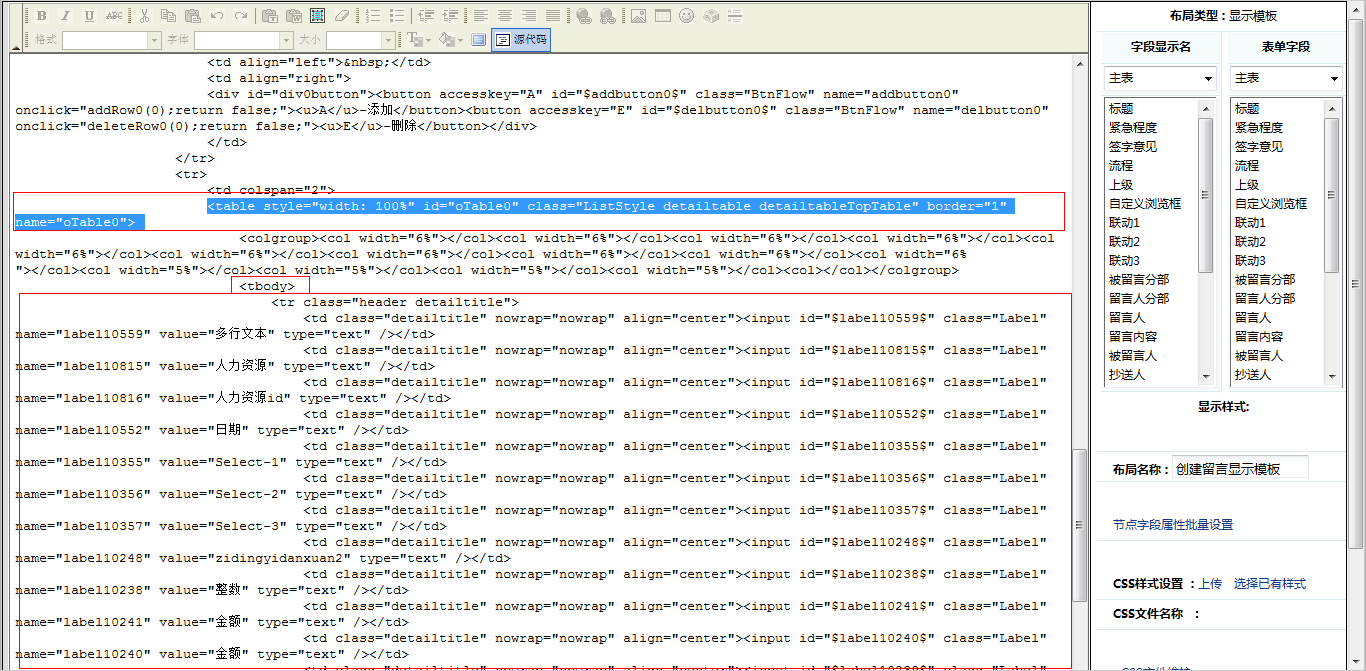 B I U ABC
格式 字体 大小 源代码
<td align="left">&nbsp;</td>
<td align="right">
<div id="div0button"><button accesskey="A" id="$addbutton0$" class="BtnFlow" name="addbutton0"
onclick="addRow0(0);return false;"><u>A</u>-添加</button><button accesskey="E" id="$delbutton0$" class="BtnFlow" name="delbutton0"
onclick="deleteRow0(0);return false;"><u>E</u>-删除</button></div>
</td>
</tr>
<tr>
<td colspan="2">
<table style="width: 100%" id="oTable0" class="ListStyle detailtable detailtableTopTable" border="1"
name="oTable0">
<colgroup><col width="6%"></col><col width="6%"></col><col width="6%"></col><col width="6%"></col><col
width="6%"></col><col width="6%"></col><col width="6%"></col><col width="6%"></col><col width="6%
"></col><col width="5%"></col><col width="5%"></col><col width="5%"></col><col></col></colgroup>
<tbody>
<tr class="header detailtitle">
<td class="detailtitle" nowrap="nowrap" align="center"><input id="$label10559$" class="Label"
name="label10559" value="多行文本" type="text" /></td>
<td class="detailtitle" nowrap="nowrap" align="center"><input id="$label10815$" class="Label"
name="label10815" value="人力资源" type="text" /></td>
<td class="detailtitle" nowrap="nowrap" align="center"><input id="$label10816$" class="Label"
name="label10816" value="人力资源id" type="text" /></td>
<td class="detailtitle" nowrap="nowrap" align="center"><input id="$label10552$" class="Label"
name="label10552" value="日期" type="text" /></td>
<td class="detailtitle" nowrap="nowrap" align="center"><input id="$label10355$" class="Label"
name="label10355" value="Select-1" type="text" /></td>
<td class="detailtitle" nowrap="nowrap" align="center"><input id="$label10356$" class="Label"
name="label10356" value="Select-2" type="text" /></td>
<td class="detailtitle" nowrap="nowrap" align="center"><input id="$label10357$" class="Label"
name="label10357" value="Select-3" type="text" /></td>
<td class="detailtitle" nowrap="nowrap" align="center"><input id="$label10248$" class="Label"
name="label10248" value="zidingyidanxuan2" type="text" /></td>
<td class="detailtitle" nowrap="nowrap" align="center"><input id="$label10238$" class="Label"
name="label10238" value="整数" type="text" /></td>
<td class="detailtitle" nowrap="nowrap" align="center"><input id="$label10241$" class="Label"
name="label10241" value="金额" type="text" /></td>
<td class="detailtitle" nowrap="nowrap" align="center"><input id="$label10240$" class="Label"
name="label10240" value="金额" type="text" /></td>
布局类型：显示模板
字段显示名 表单字段
主表 主表
标题 标题
紧急程度 紧急程度
签字意见 签字意见
流程 流程
上级 上级
自定义浏览框 自定义浏览框
联动1 联动1
联动2 联动2
联动3 联动3
被留言分部 被留言分部
留言人分部 留言人分部
留言人 留言人
留言内容 留言内容
被留言人 被留言人
抄送人 抄送人
显示样式:
布局名称：创建留言显示模板
节点字段属性批量设置
CSS样式设置 ：上传 选择已有样式
CSS文件名称 ：